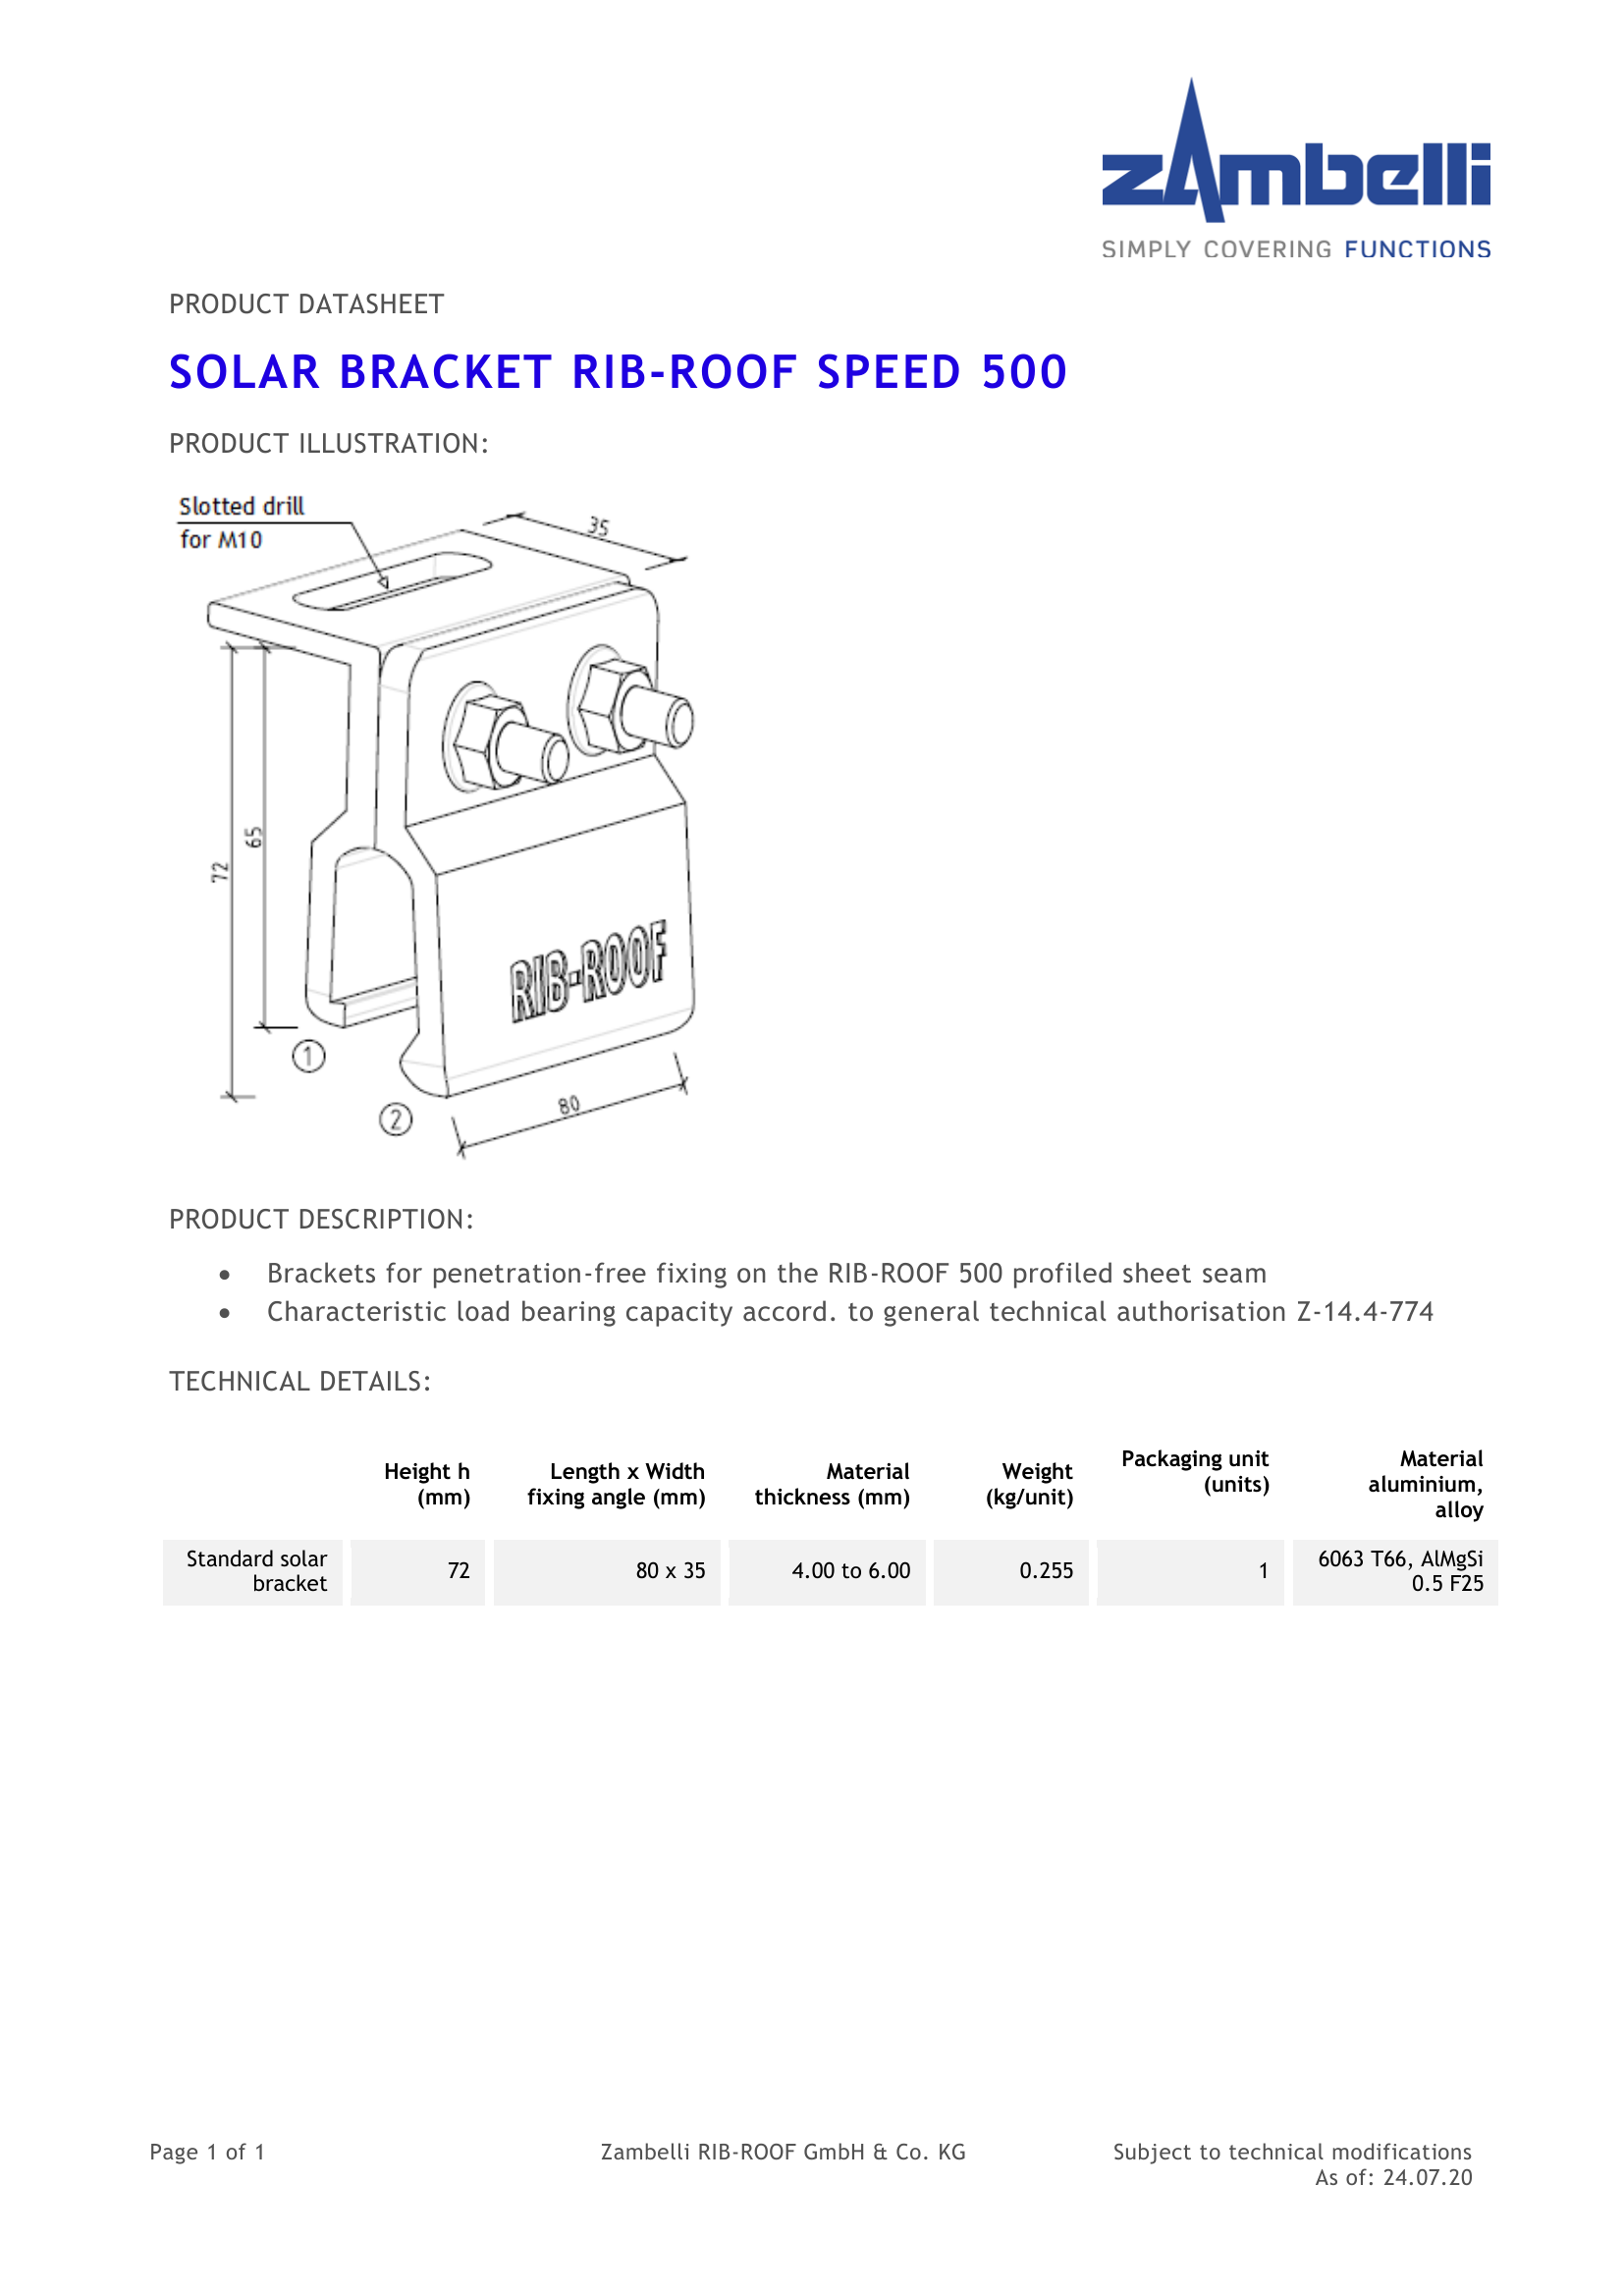 zambelli
SIMPLY COVERING FUNCTIONS
PRODUCT DATASHEET
SOLAR BRACKET RIB-ROOF SPEED 500
PRODUCT ILLUSTRATION:
Slotted drill
for M10
35
65
72
RIB-ROOF
1
80
2
PRODUCT DESCRIPTION:
• Brackets for penetration-free fixing on the RIB-ROOF 500 profiled sheet seam
• Characteristic load bearing capacity accord. to general technical authorisation Z-14.4-774
TECHNICAL DETAILS:
Height h
(mm)
Length x Width
fixing angle (mm)
Material
thickness (mm)
Weight
(kg/unit)
Packaging unit
(units)
Material
aluminium,
alloy
Standard solar
bracket
72
80 x 35
4.00 to 6.00
0.255
1
6063 T66, AlMgSi
0.5 F25
Page 1 of 1
Zambelli RIB-ROOF GmbH & Co. KG
Subject to technical modifications
As of: 24.07.20